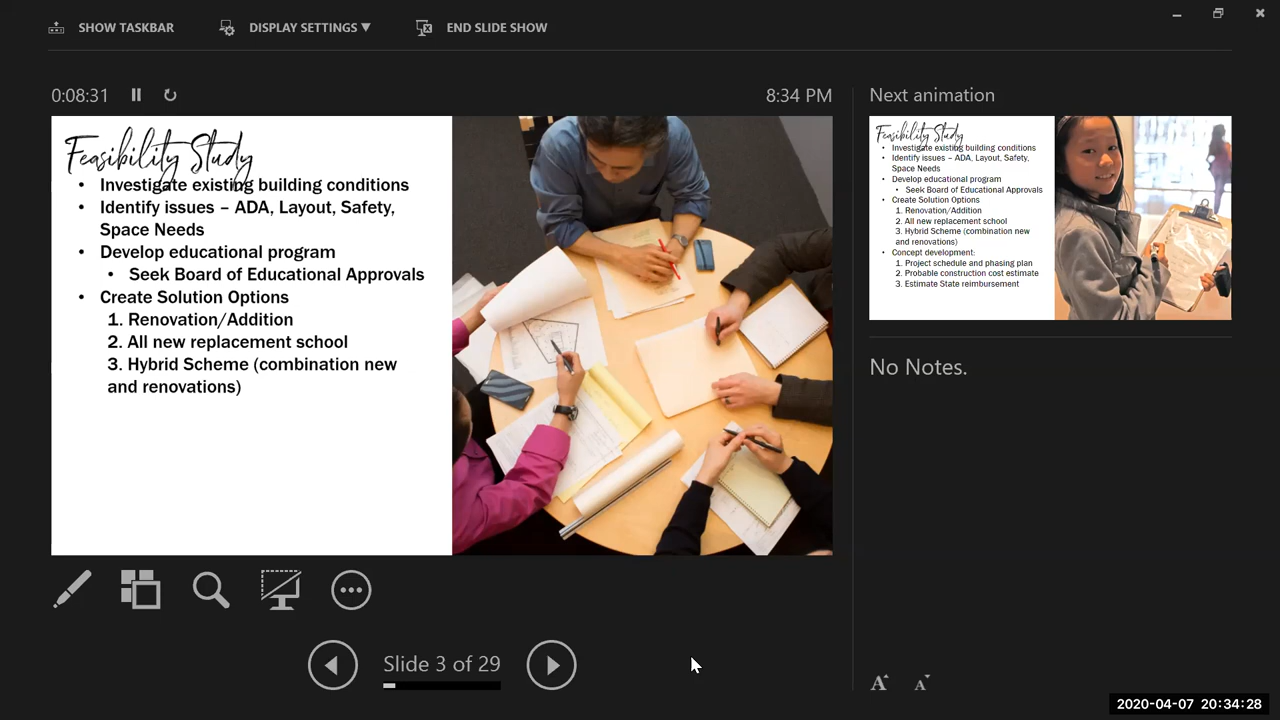 SHOW TASKBAR
DISPLAY SETTINGS ▼
END SLIDE SHOW
0:08:31
8:34 PM
Feasibility Study
• Investigate existing building conditions
• Identify issues – ADA, Layout, Safety,
Space Needs
• Develop educational program
• Seek Board of Educational Approvals
• Create Solution Options
1. Renovation/Addition
2. All new replacement school
3. Hybrid Scheme (combination new
and renovations)
Next animation
Feasibility Study
• Investigate existing building conditions
• Identify issues – ADA, Layout, Safety,
Space Needs
• Develop educational program
• Seek Board of Educational Approvals
• Create Solution Options
1. Renovation/Addition
2. All new replacement school
3. Hybrid Scheme (combination new
and renovations)
• Concept development:
1. Project schedule and phasing plan
2. Probable construction cost estimate
3. Estimate State reimbursement
No Notes.
Slide 3 of 29
A A
2020-04-07 20:34:28